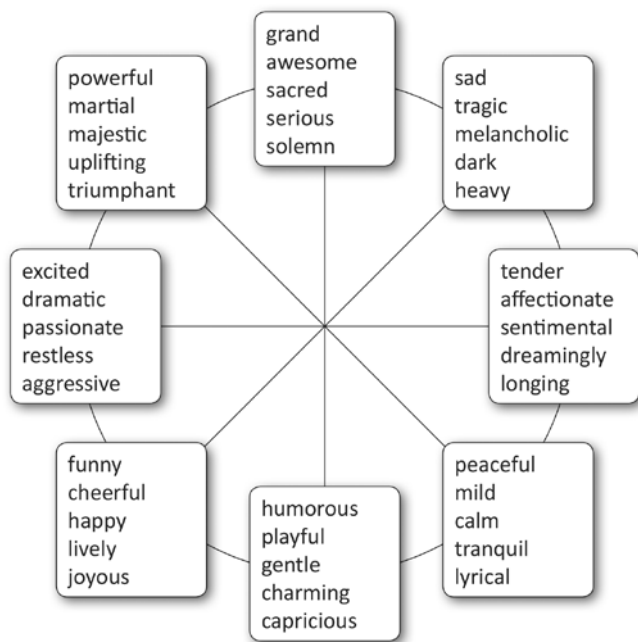 grand
awesome
sacred
serious
solemn
powerful
martial
majestic
uplifting
triumphant
sad
tragic
melancholic
dark
heavy
excited
dramatic
passionate
restless
aggressive
tender
affectionate
sentimental
dreamingly
longing
funny
cheerful
happy
lively
joyous
humorous
playful
gentle
charming
capricious
peaceful
mild
calm
tranquil
lyrical